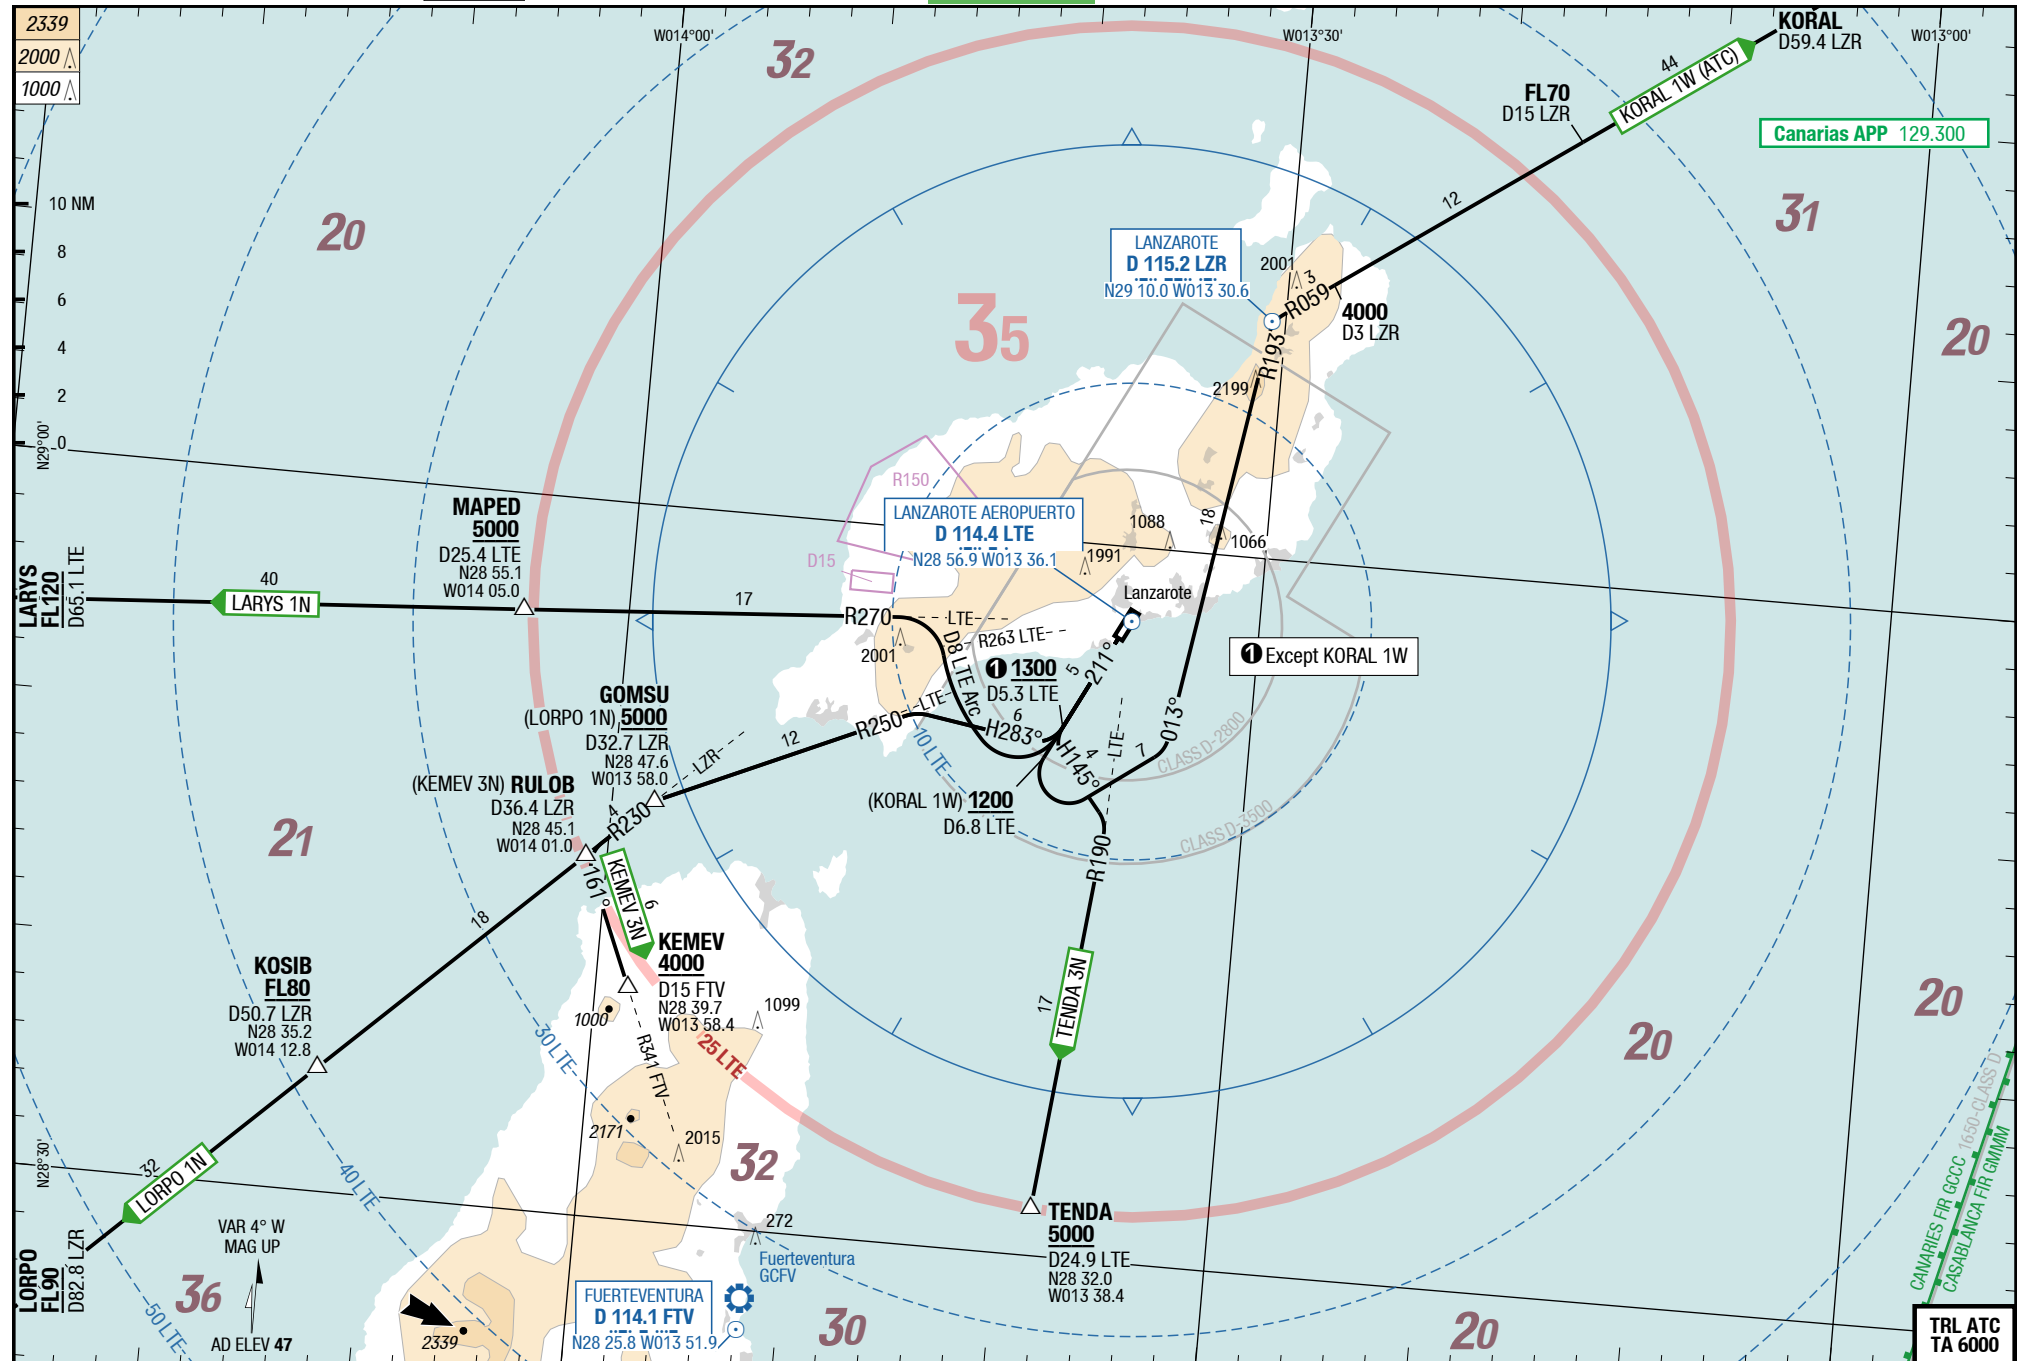 2339
2000
1000
W014°00'
W013°30'
W013°00'
32
KORAL
D59.4 LZR
44
KORAL 1W (ATC)
FL70
D15 LZR
Canarias APP 129.300
12
31
10 NM
8
6
4
2
0
N29°00'
20
LANZAROTE
D 115.2 LZR
N29 10.0 W013 30.6
2001
3
R059
4000
D3 LZR
35
20
R193
2199
R150
LANZAROTE AEROPUERTO
D 114.4 LTE
N28 56.9 W013 36.1
D15
1088
1991
18
1066
MAPED
5000
D25.4 LTE
N28 55.1
W014 05.0
LARYS
FL120
D65.1 LTE
40
LARYS 1N
17
R270
LTE
R263 LTE
D8 LTE Arc
2001
Lanzarote
1 Except KORAL 1W
1 1300
D5.3 LTE
5
211°
GOMSU
(LORPO 1N) 5000
D32.7 LZR
N28 47.6
W013 58.0
LZR
12
R250
LTE
6
H283°
H145°
4
LTE
7
013°
CLASS D-2800
10 LTE
(KEMEV 3N) RULOB
D36.4 LZR
N28 45.1
W014 01.0
4
R230
(KORAL 1W) 1200
D6.8 LTE
CLASS D-3500
R190
21
161°
KEMEV 3N
6
18
KEMEV
4000
D15 FTV
N28 39.7
W013 58.4
1099
1000
KOSIB
FL80
D50.7 LZR
N28 35.2
W014 12.8
30 LTE
R341 FTV
25 LTE
17
TENDA 3N
20
20
2171
2015
32
N28°30'
32
LORPO 1N
40 LTE
LORPO
FL90
D82.8 LZR
VAR 4° W
MAG UP
36
AD ELEV 47
50 LTE
2339
272
Fuerteventura
GCFV
FUERTEVENTURA
D 114.1 FTV
N28 25.8 W013 51.9
30
TENDA
5000
D24.9 LTE
N28 32.0
W013 38.4
20
1650-CLASS D
CANARIES FIR GCCC
CASABLANCA FIR GMMM
TRL ATC
TA 6000